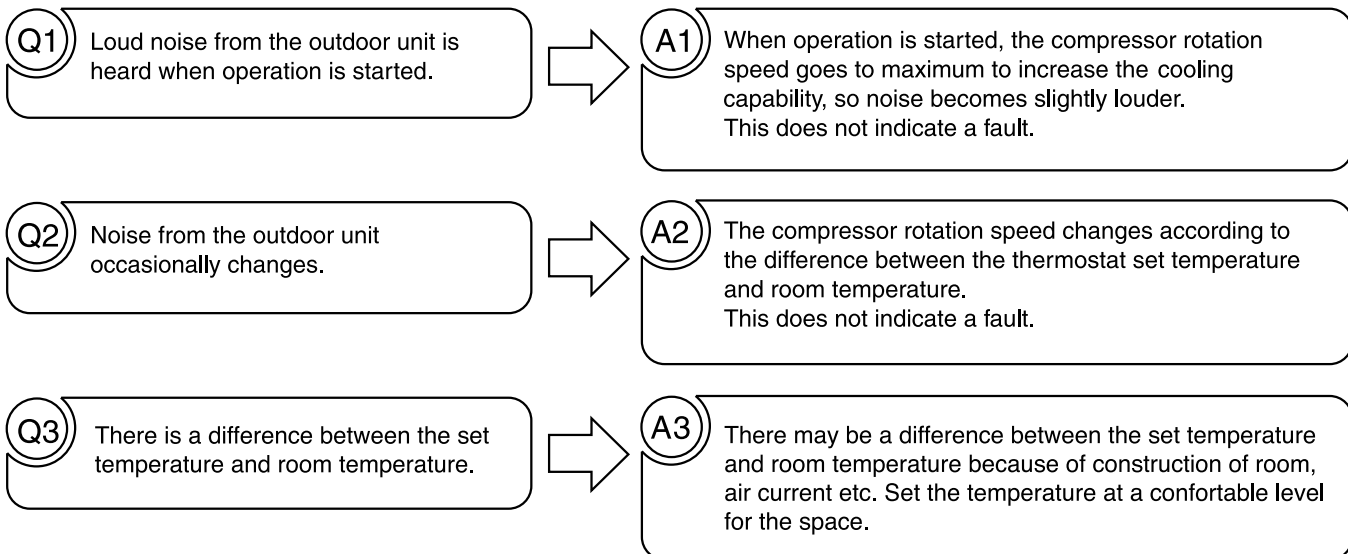 Q1
Loud noise from the outdoor unit is
heard when operation is started.
A1
When operation is started, the compressor rotation
speed goes to maximum to increase the cooling
capability, so noise becomes slightly louder.
This does not indicate a fault.
Q2
Noise from the outdoor unit
occasionally changes.
A2
The compressor rotation speed changes according to
the difference between the thermostat set temperature
and room temperature.
This does not indicate a fault.
Q3
There is a difference between the set
temperature and room temperature.
A3
There may be a difference between the set temperature
and room temperature because of construction of room,
air current etc. Set the temperature at a confortable level
for the space.